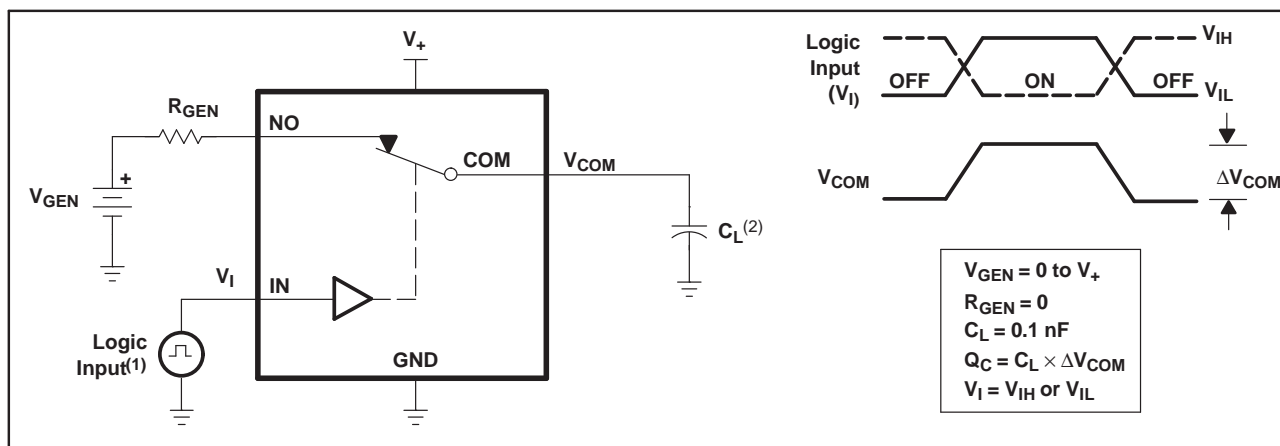 V+
RGEN
NO
COM
VCOM
VGEN
+
CL(2)
VI
IN
Logic
Input(1)
GND
Logic
Input
(VI)
VIH
OFF
ON
OFF
VIL
VCOM
ΔVCOM
VGEN = 0 to V+
RGEN = 0
CL = 0.1 nF
QC = CL × ΔVCOM
VI = VIH or VIL